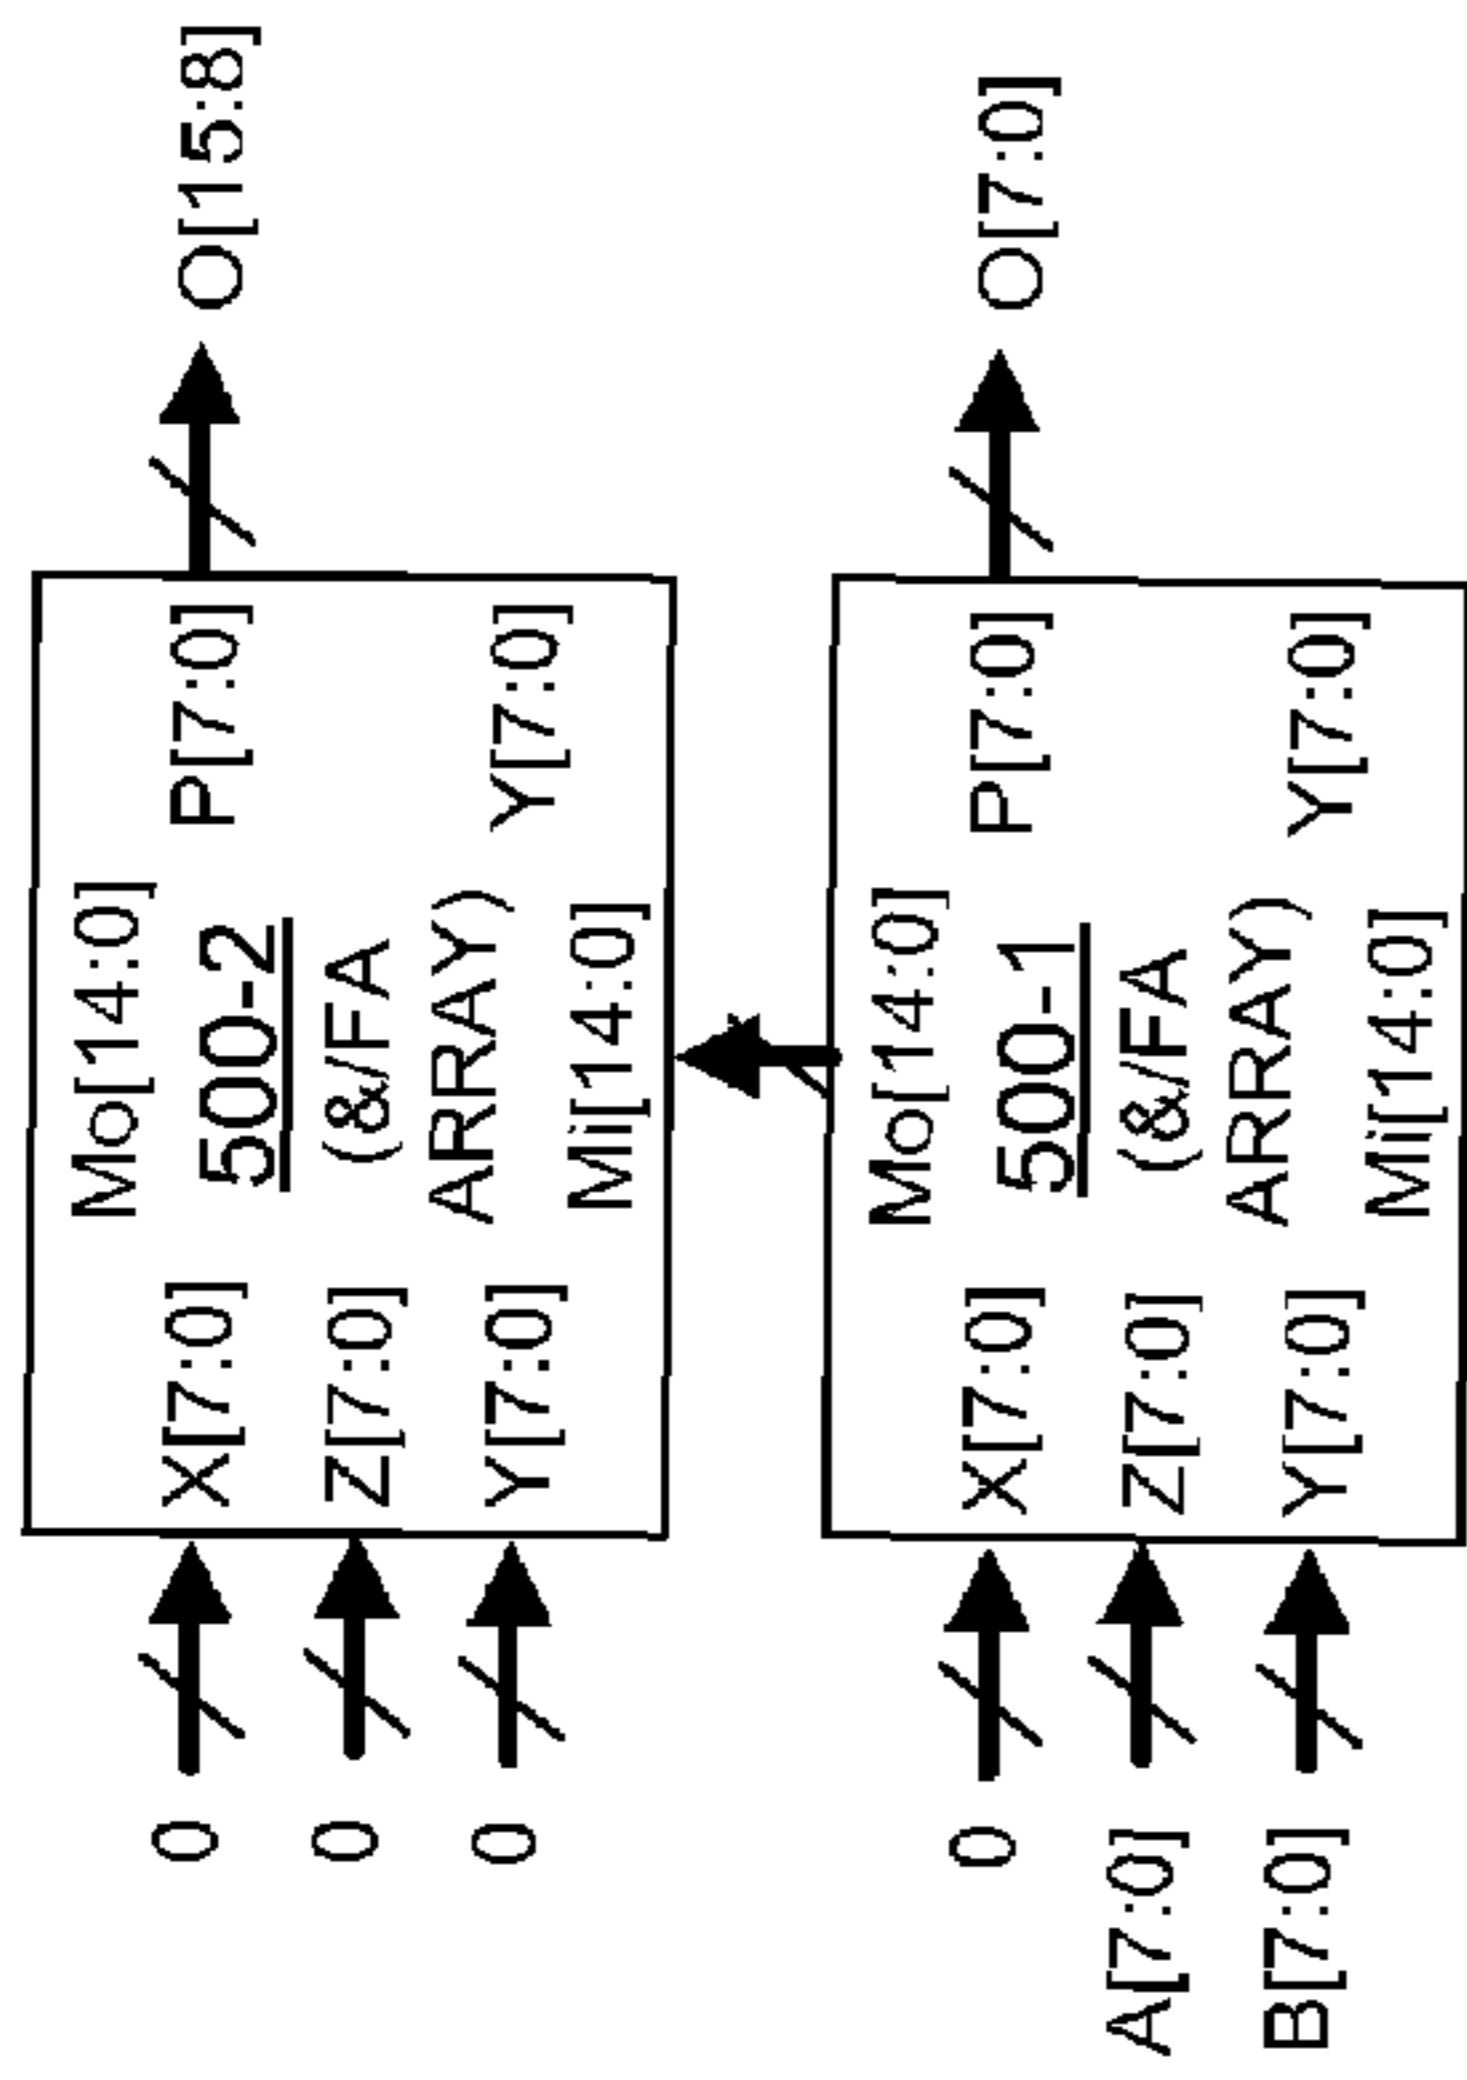 Mo[14:0]
0 X[7:0] 500-2 P[7:0] O[15:8]
0 Z[7:0] (&/FA
0 Y[7:0] ARRAY) Y[7:0]
Mi[14:0]
Mo[14:0]
0 X[7:0] 500-1 P[7:0] O[7:0]
A[7:0] Z[7:0] (&/FA
B[7:0] Y[7:0] ARRAY) Y[7:0]
Mi[14:0]